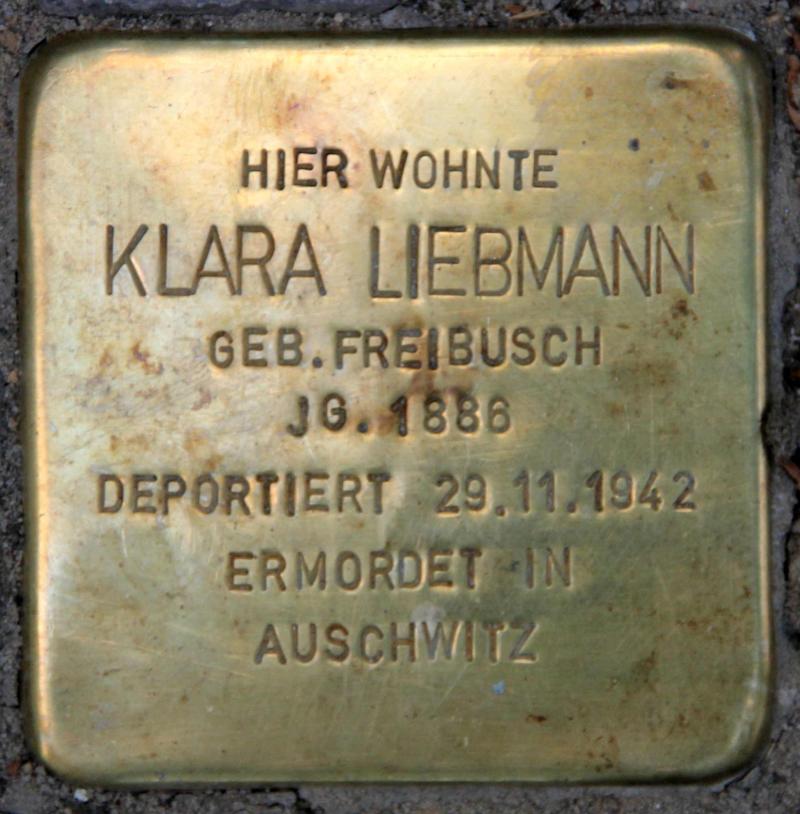 HIER WOHNTE
KLARA LIEBMANN
GEB. FREIBUSCH
JG. 1886
DEPORTIERT 29.11.1942
ERMORDET IN
AUSCHWITZ